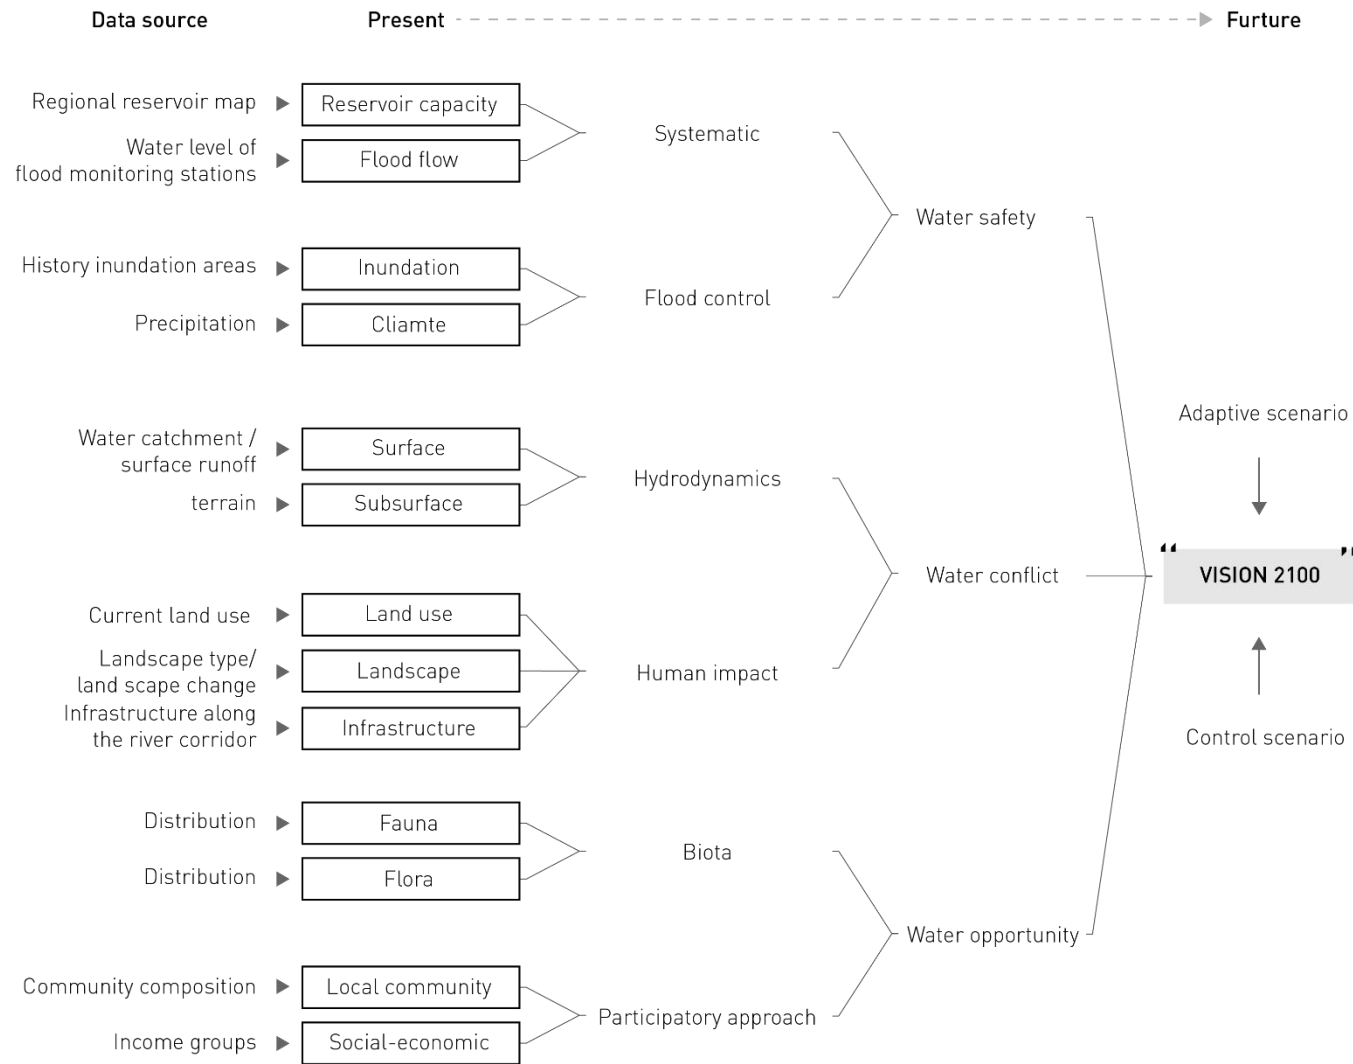 Data source
Present
Furture
Regional reservoir map
Reservoir capacity
Water level of
flood monitoring stations
Flood flow
Systematic
Water safety
History inundation areas
Inundation
Flood control
Precipitation
Cliamte
Water catchment /
surface runoff
Surface
Hydrodynamics
terrain
Subsurface
Water conflict
Current land use
Land use
Landscape type/
land scape change
Landscape
Human impact
Infrastructure along
the river corridor
Infrastructure
Adaptive scenario
"VISION 2100"
Control scenario
Distribution
Fauna
Biota
Distribution
Flora
Water opportunity
Community composition
Local community
Participatory approach
Income groups
Social-economic